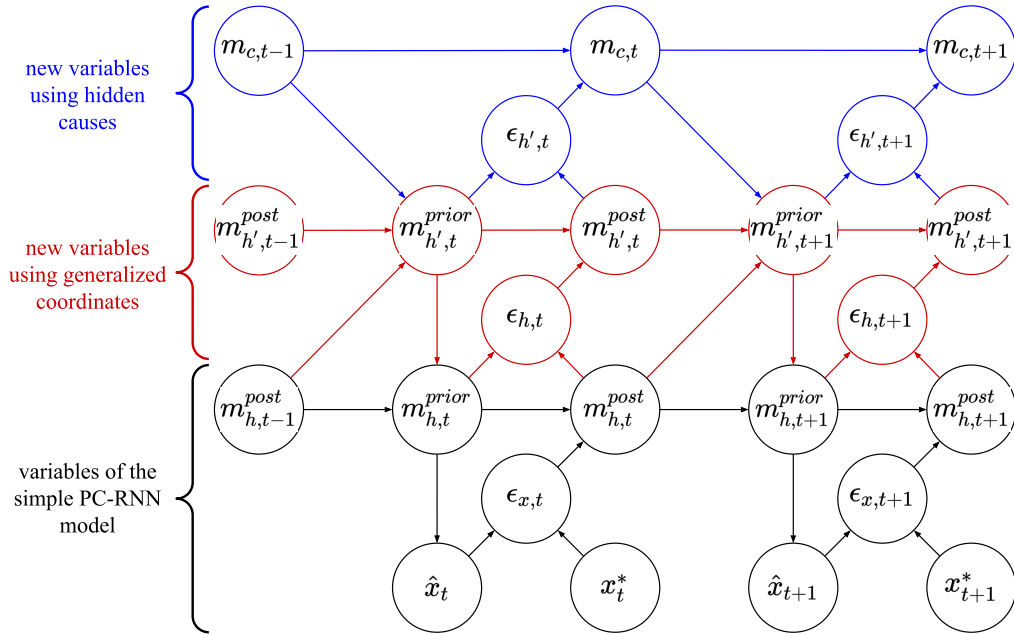 new variables
using hidden
causes
new variables
using generalized
coordinates
variables of the
simple PC-RNN
model
m_{c,t−1} m_{c,t} m_{c,t+1}
ϵ_{h′,t} ϵ_{h′,t+1}
m^{post}_{h′,t−1} m^{prior}_{h′,t} m^{post}_{h′,t} m^{prior}_{h′,t+1} m^{post}_{h′,t+1}
ϵ_{h,t} ϵ_{h,t+1}
m^{post}_{h,t−1} m^{prior}_{h,t} m^{post}_{h,t} m^{prior}_{h,t+1} m^{post}_{h,t+1}
ϵ_{x,t} ϵ_{x,t+1}
x̂_t x^*_t x̂_{t+1} x^*_{t+1}